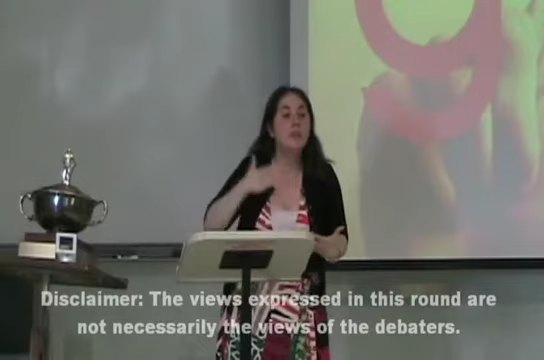 Disclaimer: The views expressed in this round are
not necessarily the views of the debaters.